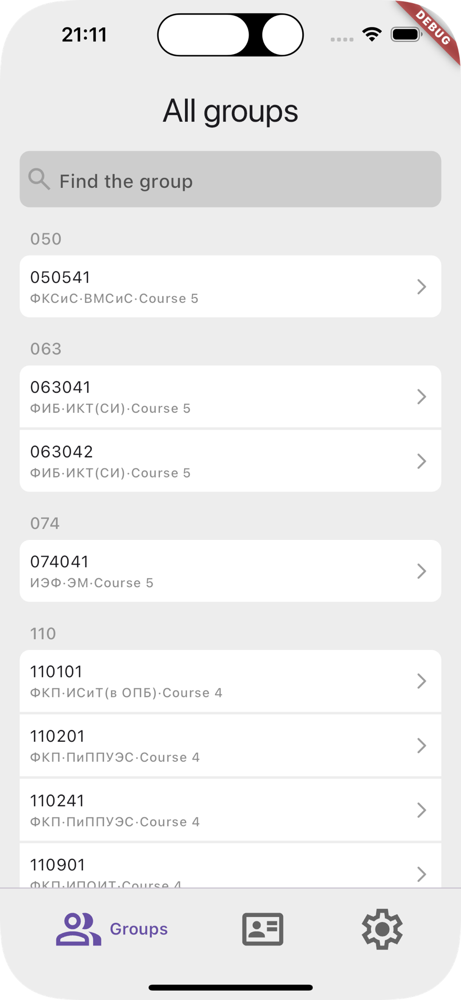 21:11
DEBUG
All groups
Find the group
050
050541
ФКСиС·ВМСиС·Course 5
063
063041
ФИБ·ИКТ(СИ)·Course 5
063042
ФИБ·ИКТ(СИ)·Course 5
074
074041
ИЭФ·ЭМ·Course 5
110
110101
ФКП·ИСиТ(в ОПБ)·Course 4
110201
ФКП·ПиППУЭС·Course 4
110241
ФКП·ПиППУЭС·Course 4
110901
ФКП·ИПОИТ·Course 4
Groups